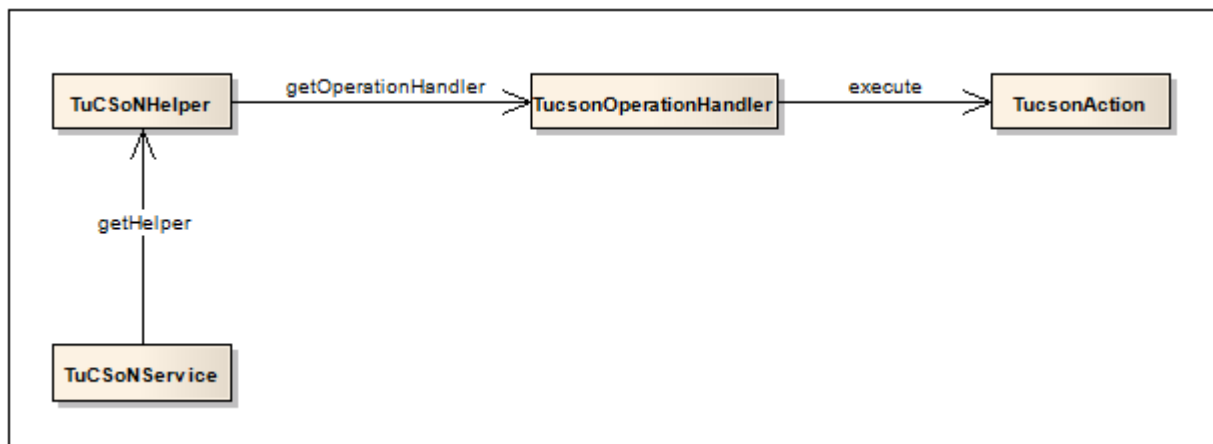 TuCSoNHelper
getOperationHandler
TucsonOperationHandler
execute
TucsonAction
getHelper
TuCSoNService